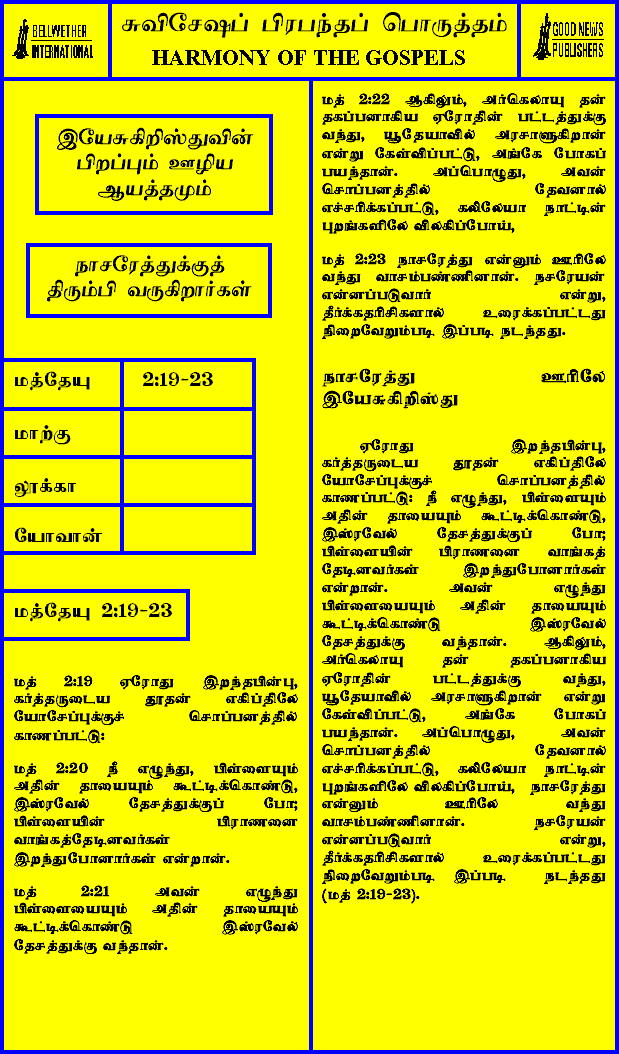 BELLWETHER
INTERNATIONAL
சுவிசேஷப் பிரபந்தப் பொருத்தம்
HARMONY OF THE GOSPELS
GOOD NEWS
PUBLISHERS
இயேசுகிறிஸ்துவின்
பிறப்பும் ஊழிய
ஆயத்தமும்
நாசரேத்துக்குத்
திரும்பி வருகிறார்கள்
மத்தேயு 2:19-23
மாற்கு
லூக்கா
யோவான்
மத்தேயு 2:19-23
மத் 2:19 ஏரோது இறந்தபின்பு,
கர்த்தருடைய தூதன் எகிப்திலே
யோசேப்புக்குச் சொப்பனத்தில்
காணப்பட்டு:
மத் 2:20 நீ எழுந்து, பிள்ளையும்
அதின் தாயையும் கூட்டிக்கொண்டு,
இஸ்ரவேல் தேசத்துக்குப் போ;
பிள்ளையின் பிராணனை
வாங்கத்தேடினவர்கள்
இறந்துபோனார்கள் என்றான்.
மத் 2:21 அவன் எழுந்து
பிள்ளையையும் அதின் தாயையும்
கூட்டிக்கொண்டு இஸ்ரவேல்
தேசத்துக்கு வந்தான்.
மத் 2:22 ஆகிலும், அர்கெலாயு தன்
தகப்பனாகிய ஏரோதின் பட்டத்துக்கு
வந்து, யூதேயாவில் அரசாளுகிறான்
என்று கேள்விப்பட்டு, அங்கே போகப்
பயந்தான். அப்பொழுது, அவன்
சொப்பனத்தில் தேவனால்
எச்சரிக்கப்பட்டு, கலிலேயா நாட்டின்
புறங்களிலே விலகிப்போய்,
மத் 2:23 நாசரேத்து என்னும் ஊரிலே
வந்து வாசம்பண்ணினான். நசரேயன்
என்னப்படுவார் என்று,
தீர்க்கதரிசிகளால் உரைக்கப்பட்டது
நிறைவேறும்படி இப்படி நடந்தது.
நாசரேத்து ஊரிலே
இயேசுகிறிஸ்து
ஏரோது இறந்தபின்பு,
கர்த்தருடைய தூதன் எகிப்திலே
யோசேப்புக்குச் சொப்பனத்தில்
காணப்பட்டு: நீ எழுந்து, பிள்ளையும்
அதின் தாயையும் கூட்டிக்கொண்டு,
இஸ்ரவேல் தேசத்துக்குப் போ;
பிள்ளையின் பிராணனை வாங்கத்
தேடினவர்கள் இறந்துபோனார்கள்
என்றான். அவன் எழுந்து
பிள்ளையையும் அதின் தாயையும்
கூட்டிக்கொண்டு இஸ்ரவேல்
தேசத்துக்கு வந்தான். ஆகிலும்,
அர்கெலாயு தன் தகப்பனாகிய
ஏரோதின் பட்டத்துக்கு வந்து,
யூதேயாவில் அரசாளுகிறான் என்று
கேள்விப்பட்டு, அங்கே போகப்
பயந்தான். அப்பொழுது, அவன்
சொப்பனத்தில் தேவனால்
எச்சரிக்கப்பட்டு, கலிலேயா நாட்டின்
புறங்களிலே விலகிப்போய், நாசரேத்து
என்னும் ஊரிலே வந்து
வாசம்பண்ணினான். நசரேயன்
என்னப்படுவார் என்று,
தீர்க்கதரிசிகளால் உரைக்கப்பட்டது
நிறைவேறும்படி இப்படி நடந்தது
(மத் 2:19-23).